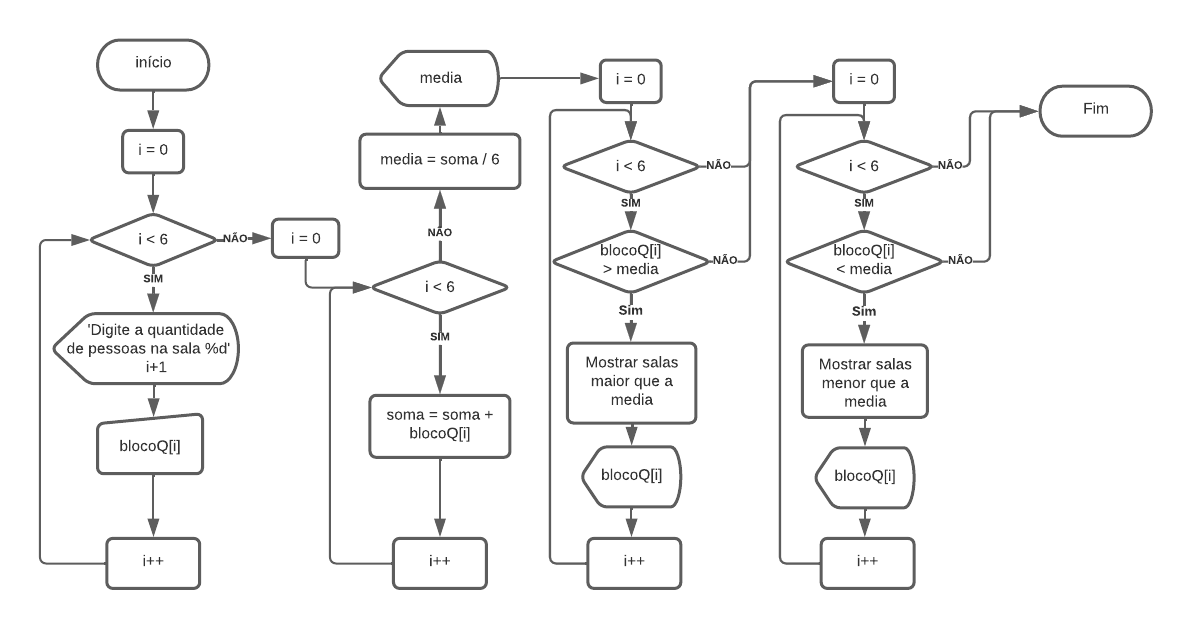 início
i = 0
i < 6
NÃO
SIM
'Digite a quantidade
de pessoas na sala %d'
i+1
blocoQ[i]
i++
i = 0
i < 6
NÃO
media = soma / 6
media
SIM
soma = soma +
blocoQ[i]
i++
i = 0
i < 6
NÃO
SIM
blocoQ[i]
> media
NÃO
Sim
Mostrar salas
maior que a
media
blocoQ[i]
i++
i = 0
i < 6
NÃO
SIM
blocoQ[i]
< media
NÃO
Sim
Mostrar salas
menor que a
media
blocoQ[i]
i++
Fim